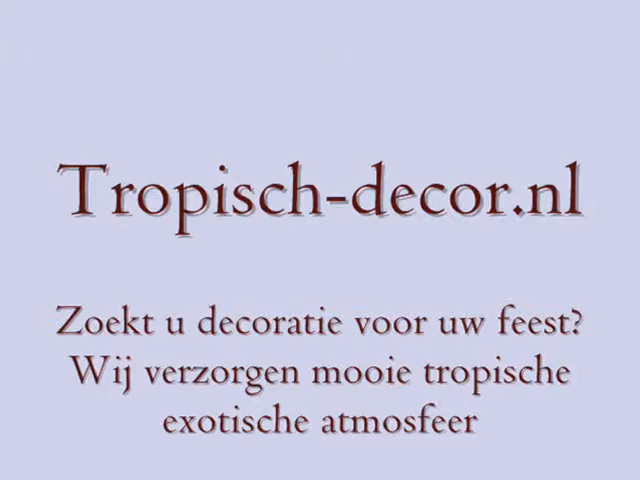 Tropisch-decor.nl
Zoekt u decoratie voor uw feest?
Wij verzorgen mooie tropische
exotische atmosfeer